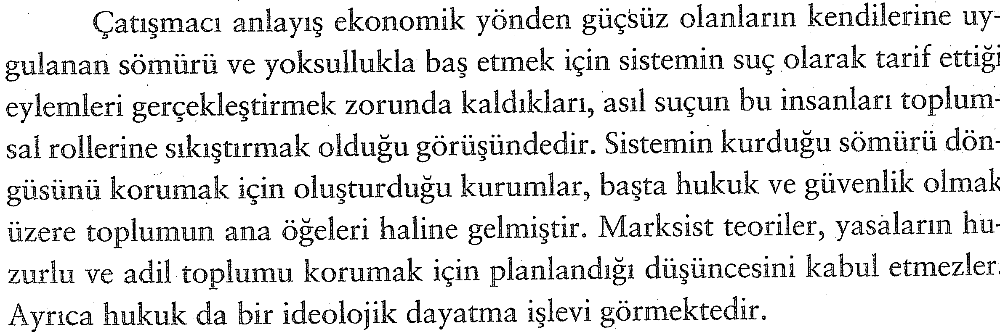 Çatışmacı anlayış ekonomik yönden güçsüz olanların kendilerine uy-
gulanan sömürü ve yoksullukla baş etmek için sistemin suç olarak tarif ettiği
eylemleri gerçekleştirmek zorunda kaldıkları, asıl suçun bu insanları toplum-
sal rollerine sıkıştırmak olduğu görüşündedir. Sistemin kurduğu sömürü dön-
güsünü korumak için oluşturduğu kurumlar, başta hukuk ve güvenlik olmak
üzere toplumun ana öğeleri haline gelmiştir. Marksist teoriler, yasaların hu-
zurlu ve adil toplumu korumak için planlandığı düşüncesini kabul etmezler.
Ayrıca hukuk da bir ideolojik dayatma işlevi görmektedir.